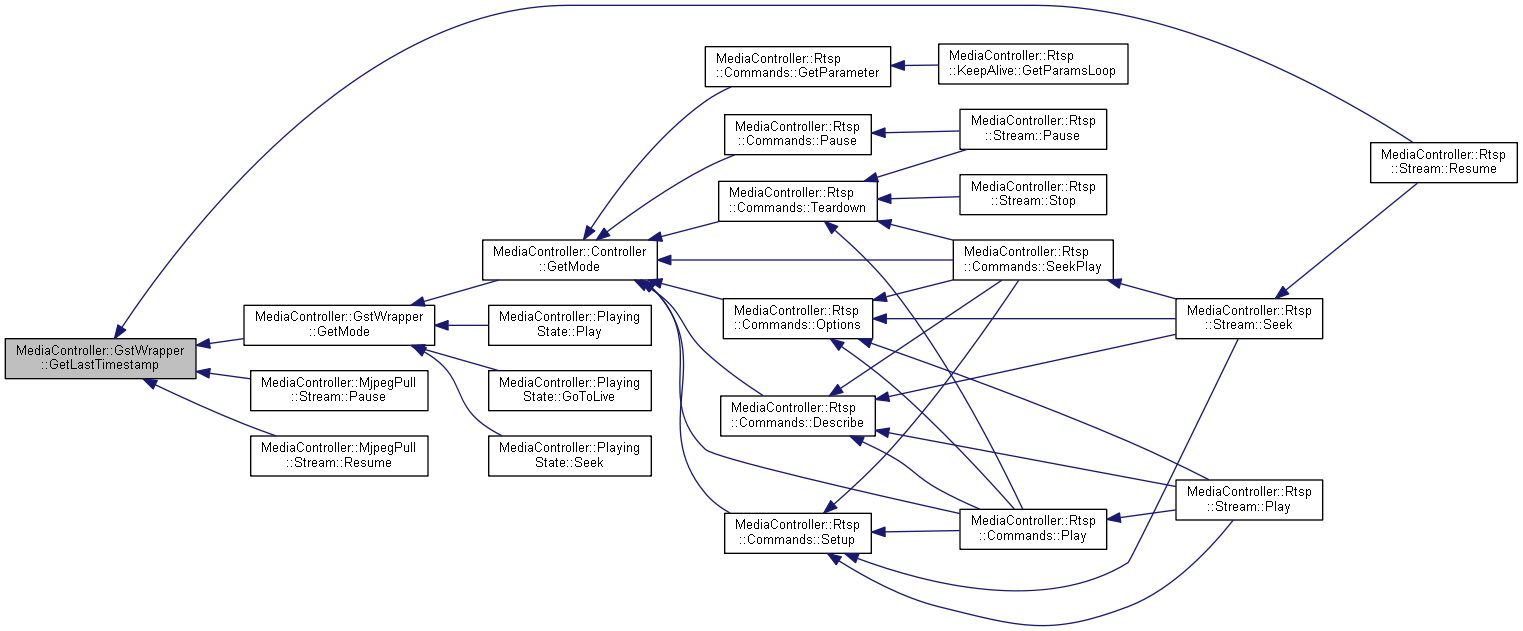 MediaController::GstWrapper
::GetLastTimestamp
MediaController::GstWrapper
::GetMode
MediaController::MjpegPull
::Stream::Pause
MediaController::MjpegPull
::Stream::Resume
MediaController::Controller
::GetMode
MediaController::Playing
State::Play
MediaController::Playing
State::GoToLive
MediaController::Playing
State::Seek
MediaController::Rtsp
::Commands::GetParameter
MediaController::Rtsp
::Commands::Pause
MediaController::Rtsp
::Commands::Teardown
MediaController::Rtsp
::Commands::Options
MediaController::Rtsp
::Commands::Describe
MediaController::Rtsp
::Commands::Setup
MediaController::Rtsp
::KeepAlive::GetParamsLoop
MediaController::Rtsp
::Stream::Pause
MediaController::Rtsp
::Stream::Stop
MediaController::Rtsp
::Commands::SeekPlay
MediaController::Rtsp
::Commands::Play
MediaController::Rtsp
::Stream::Seek
MediaController::Rtsp
::Stream::Play
MediaController::Rtsp
::Stream::Resume